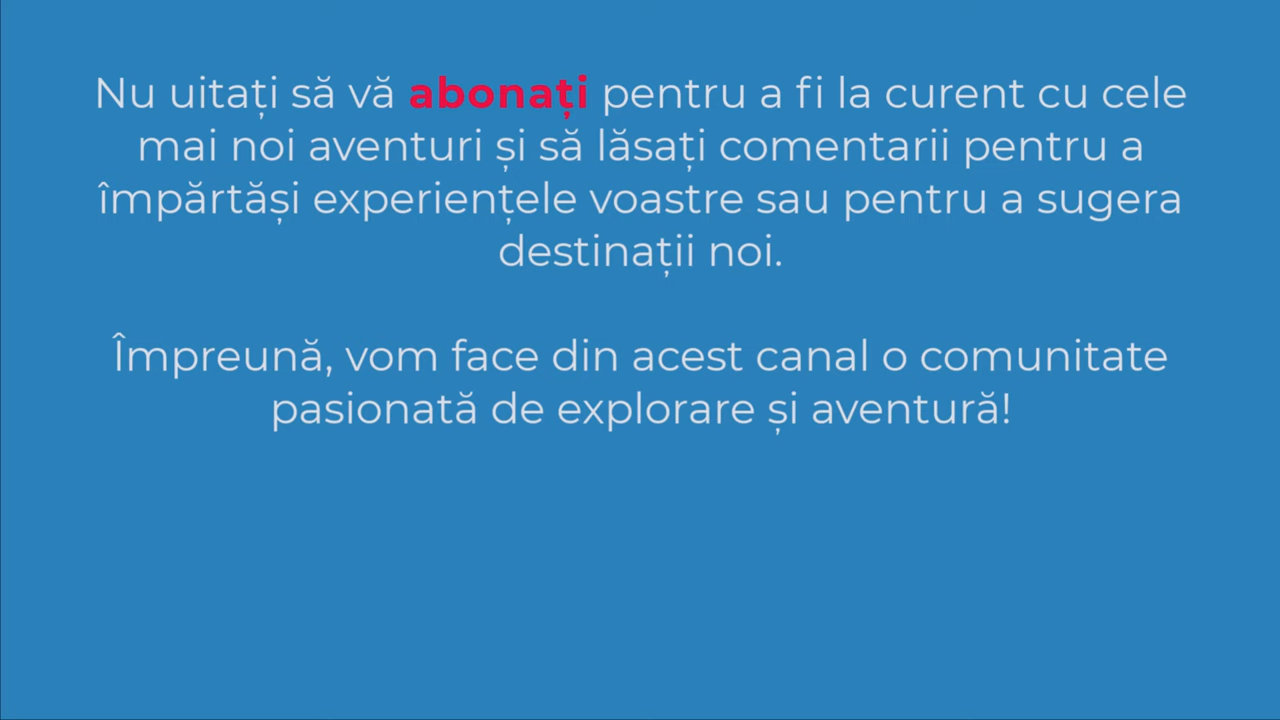 Nu uitați să vă abonați pentru a fi la curent cu cele
mai noi aventuri și să lăsați comentarii pentru a
împărtăși experiențele voastre sau pentru a sugera
destinații noi.
Împreună, vom face din acest canal o comunitate
pasionată de explorare și aventură!